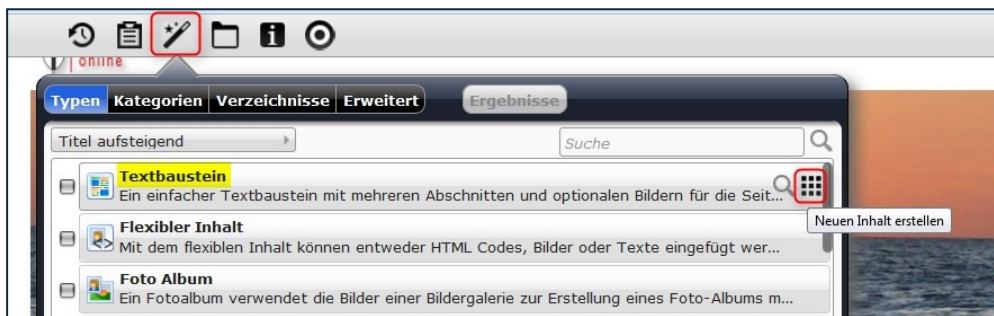 online
Typen Kategorien Verzeichnisse Erweitert Ergebnisse
Titel aufsteigend Suche
Textbaustein
Ein einfacher Textbaustein mit mehreren Abschnitten und optionalen Bildern für die Seit...
Neuen Inhalt erstellen
Flexibler Inhalt
Mit dem flexiblen Inhalt können entweder HTML Codes, Bilder oder Texte eingefügt wer...
Foto Album
Ein Fotoalbum verwendet die Bilder einer Bildergalerie zur Erstellung eines Foto-Albums m...